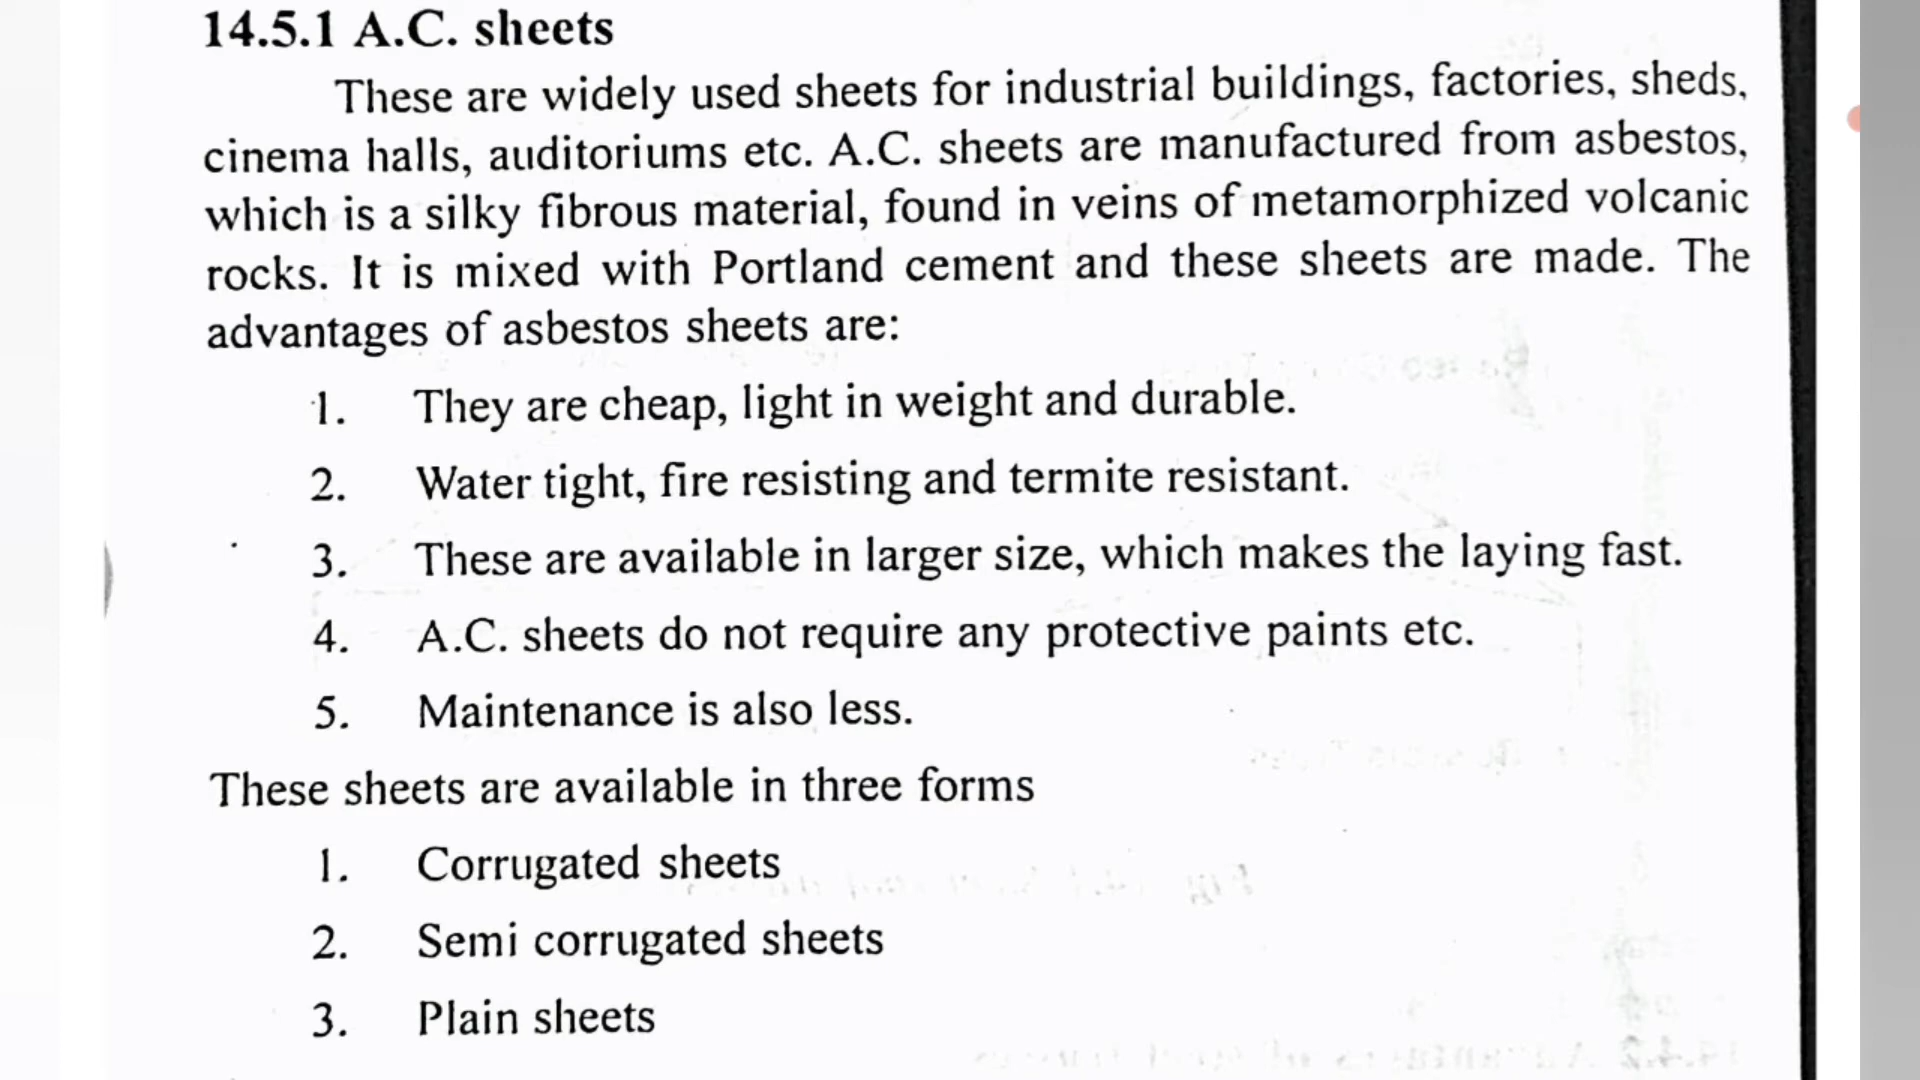 14.5.1 A.C. sheets
These are widely used sheets for industrial buildings, factories, sheds,
cinema halls, auditoriums etc. A.C. sheets are manufactured from asbestos,
which is a silky fibrous material, found in veins of metamorphized volcanic
rocks. It is mixed with Portland cement and these sheets are made. The
advantages of asbestos sheets are:
1. They are cheap, light in weight and durable.
2. Water tight, fire resisting and termite resistant.
3. These are available in larger size, which makes the laying fast.
4. A.C. sheets do not require any protective paints etc.
5. Maintenance is also less.
These sheets are available in three forms
1. Corrugated sheets
2. Semi corrugated sheets
3. Plain sheets